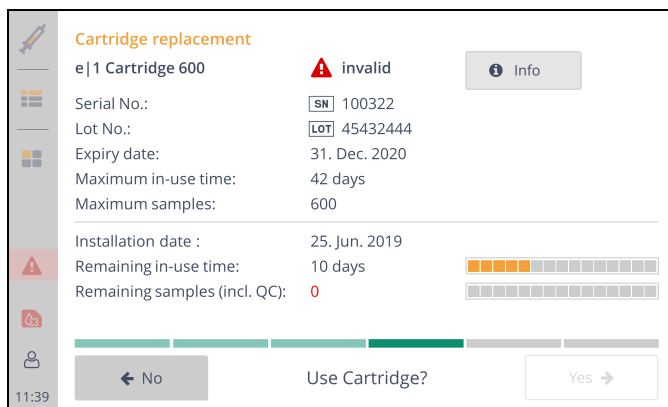 Cartridge replacement
e|1 Cartridge 600 invalid Info
Serial No.: SN 100322
Lot No.: LOT 45432444
Expiry date: 31. Dec. 2020
Maximum in-use time: 42 days
Maximum samples: 600
Installation date : 25. Jun. 2019
Remaining in-use time: 10 days
Remaining samples (incl. QC): 0
No Use Cartridge? Yes
11:39